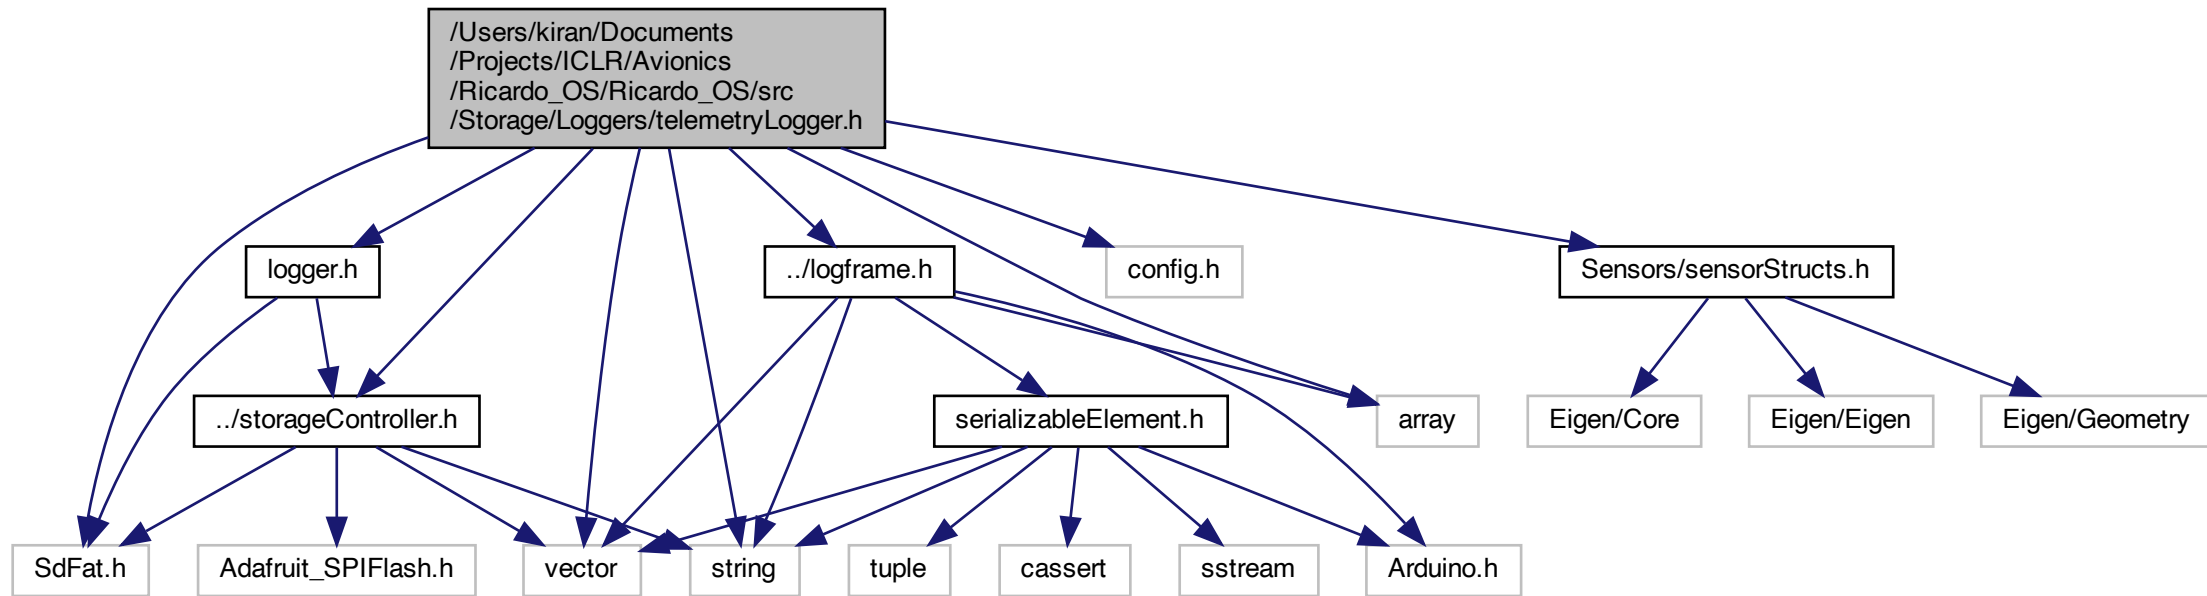 /Users/kiran/Documents
/Projects/ICLR/Avionics
/Ricardo_OS/Ricardo_OS/src
/Storage/Loggers/telemetryLogger.h
logger.h
../logframe.h
config.h
Sensors/sensorStructs.h
../storageController.h
serializableElement.h
array
Eigen/Core
Eigen/Eigen
Eigen/Geometry
SdFat.h
Adafruit_SPIFlash.h
vector
string
tuple
cassert
sstream
Arduino.h